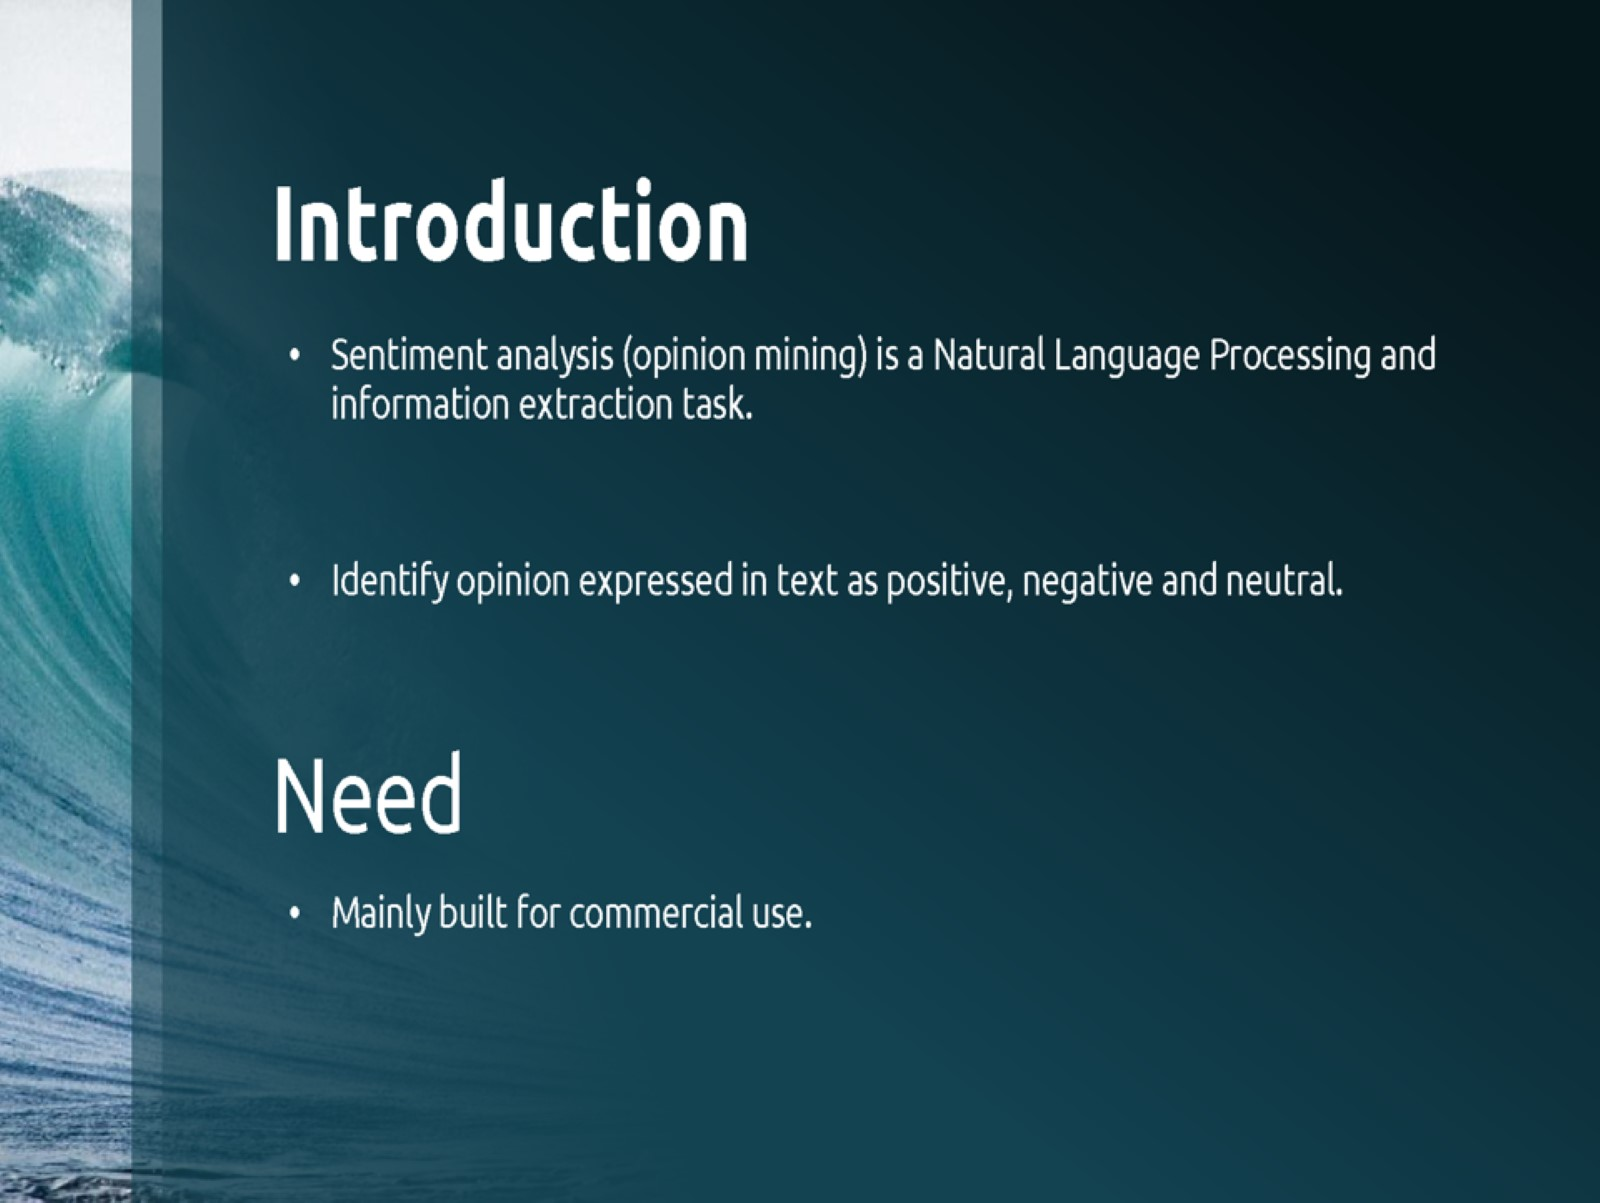 Introduction
• Sentiment analysis (opinion mining) is a Natural Language Processing and
information extraction task.
• Identify opinion expressed in text as positive, negative and neutral.
Need
• Mainly built for commercial use.